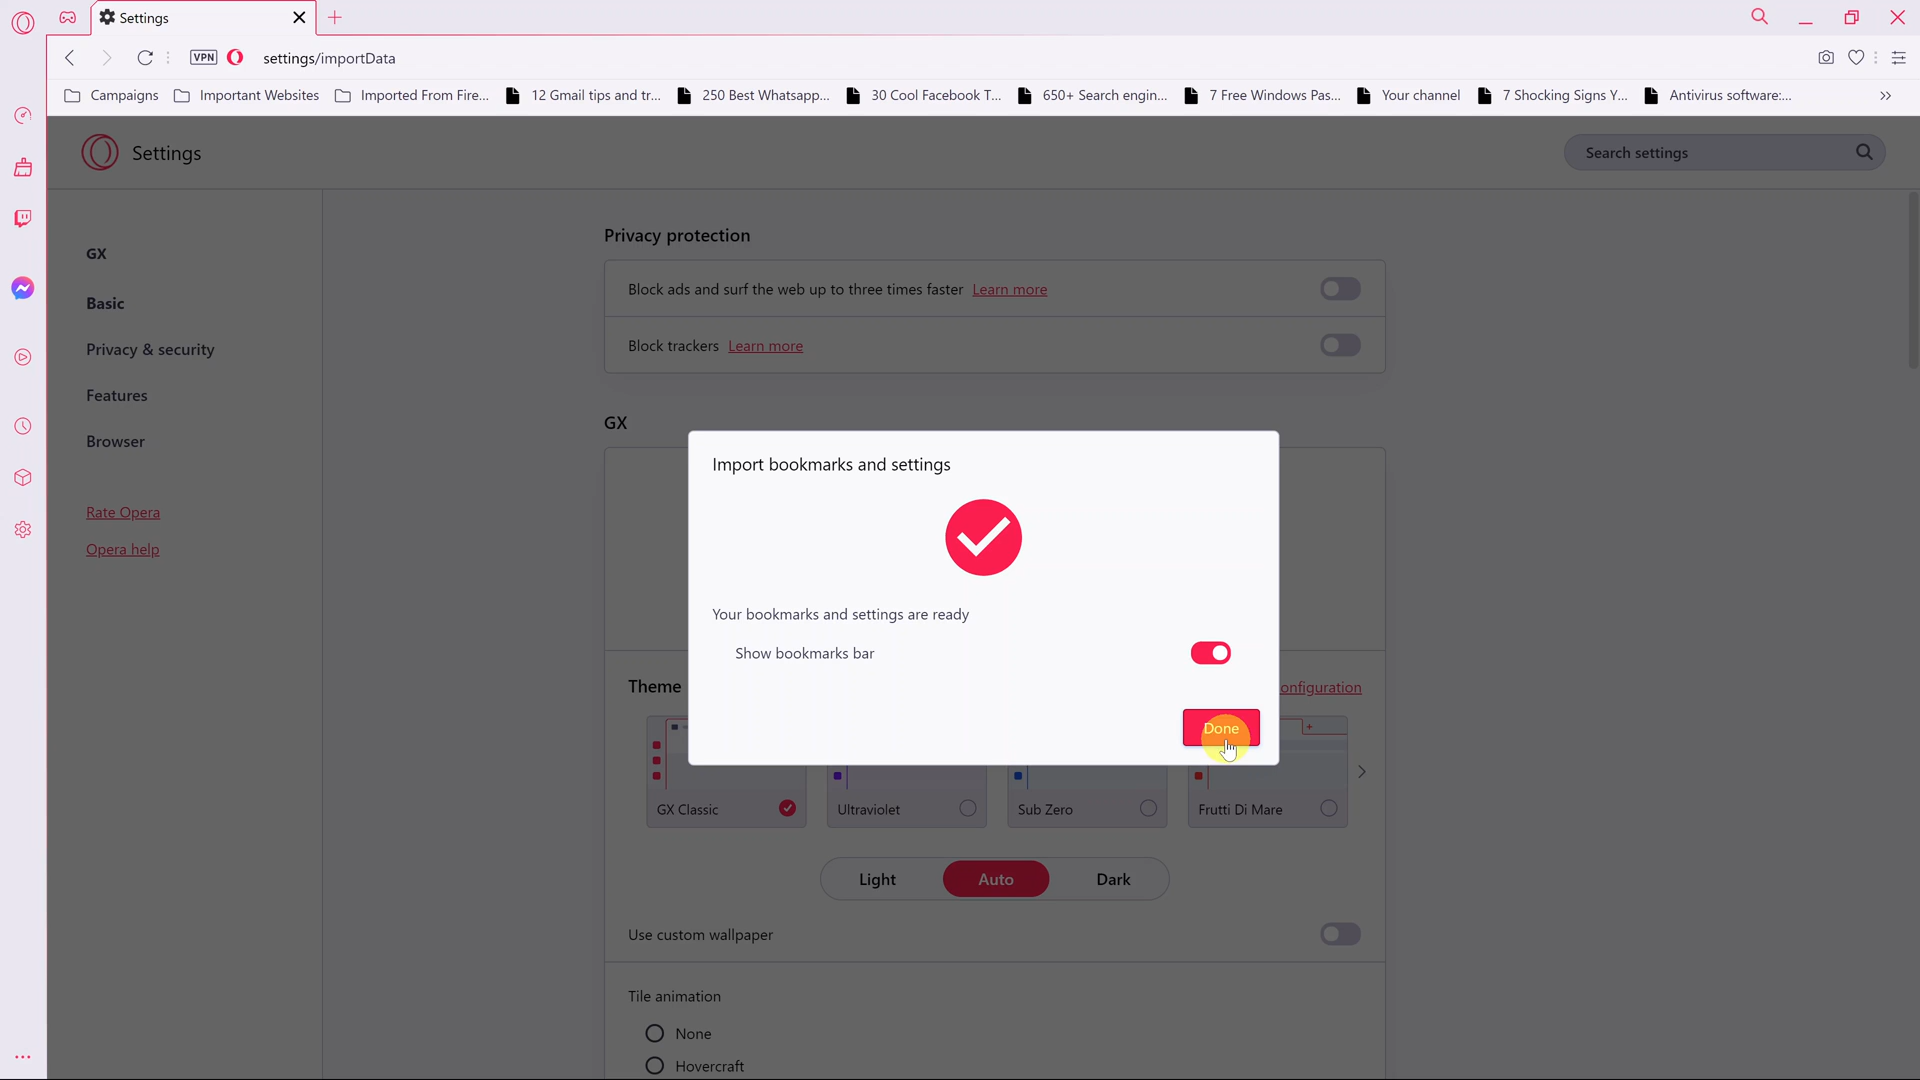 Settings
VPN
settings/importData
Campaigns
Important Websites
Imported From Fire...
12 Gmail tips and tr...
250 Best Whatsapp...
30 Cool Facebook T...
650+ Search engin...
7 Free Windows Pas...
Your channel
7 Shocking Signs Y...
Antivirus software:...
Settings
Search settings
GX
Basic
Privacy & security
Features
Browser
Rate Opera
Opera help
Privacy protection
Block ads and surf the web up to three times faster Learn more
Block trackers Learn more
GX
Import bookmarks and settings
Your bookmarks and settings are ready
Show bookmarks bar
Done
Theme
onfiguration
GX Classic
Ultraviolet
Sub Zero
Frutti Di Mare
Light
Auto
Dark
Use custom wallpaper
Tile animation
None
Hovercraft